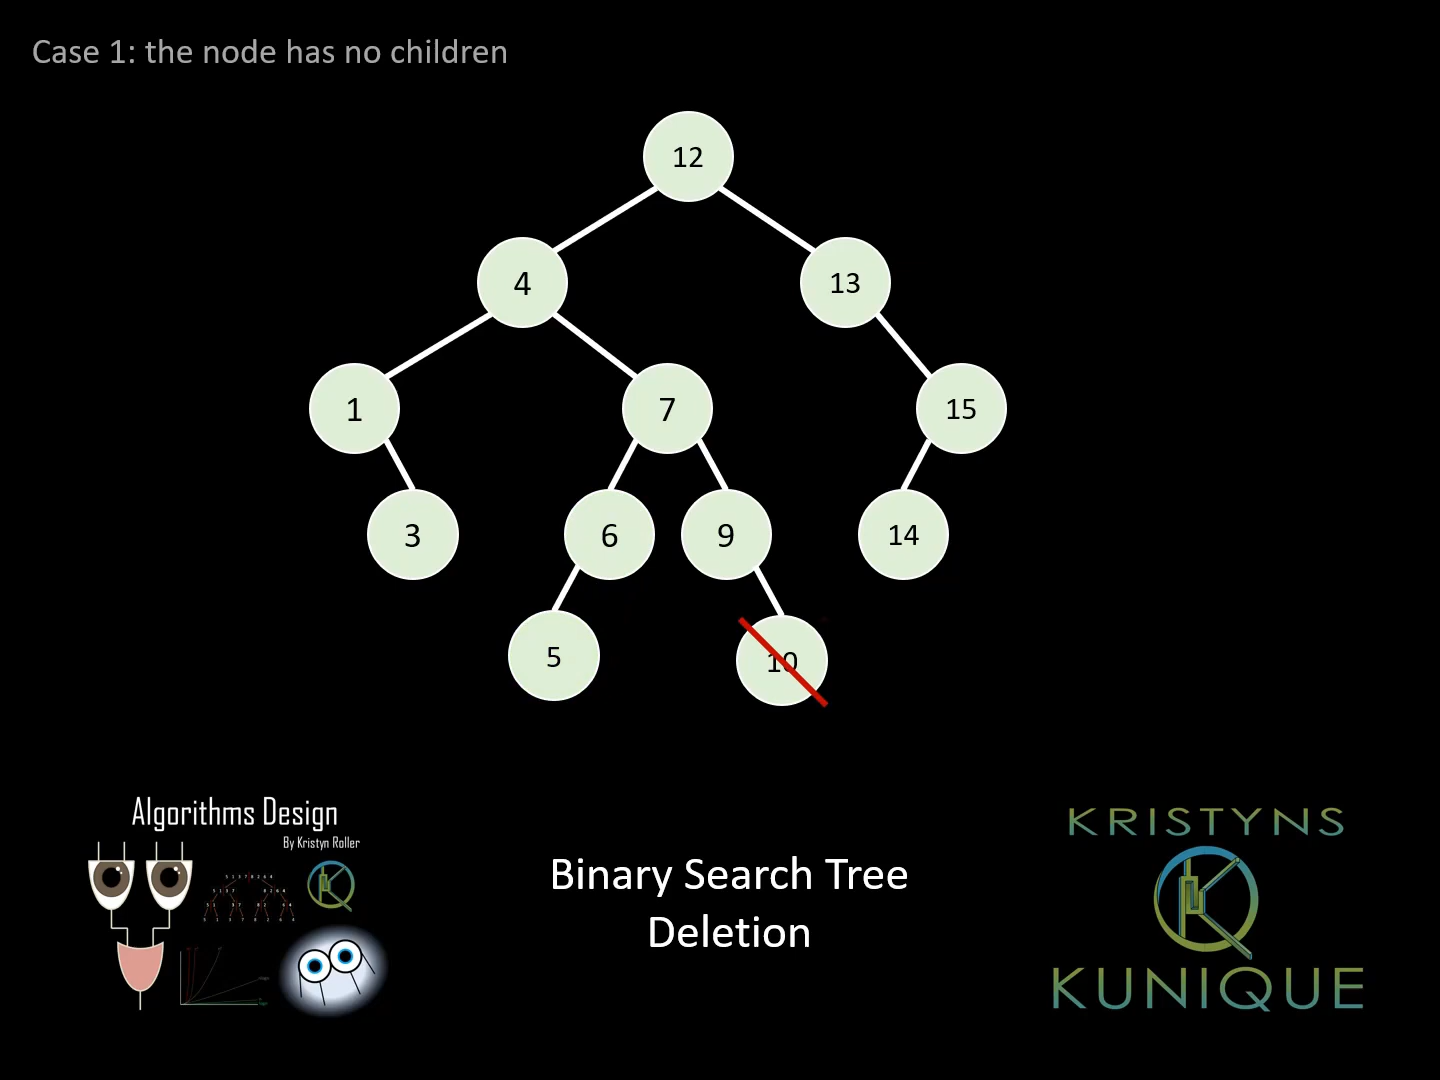 Case 1: the node has no children
12
4
13
1
7
15
3
6
9
14
5
10
Algorithms Design
By Kristyn Roller
Binary Search Tree
Deletion
KRISTYNS
KUNIQUE